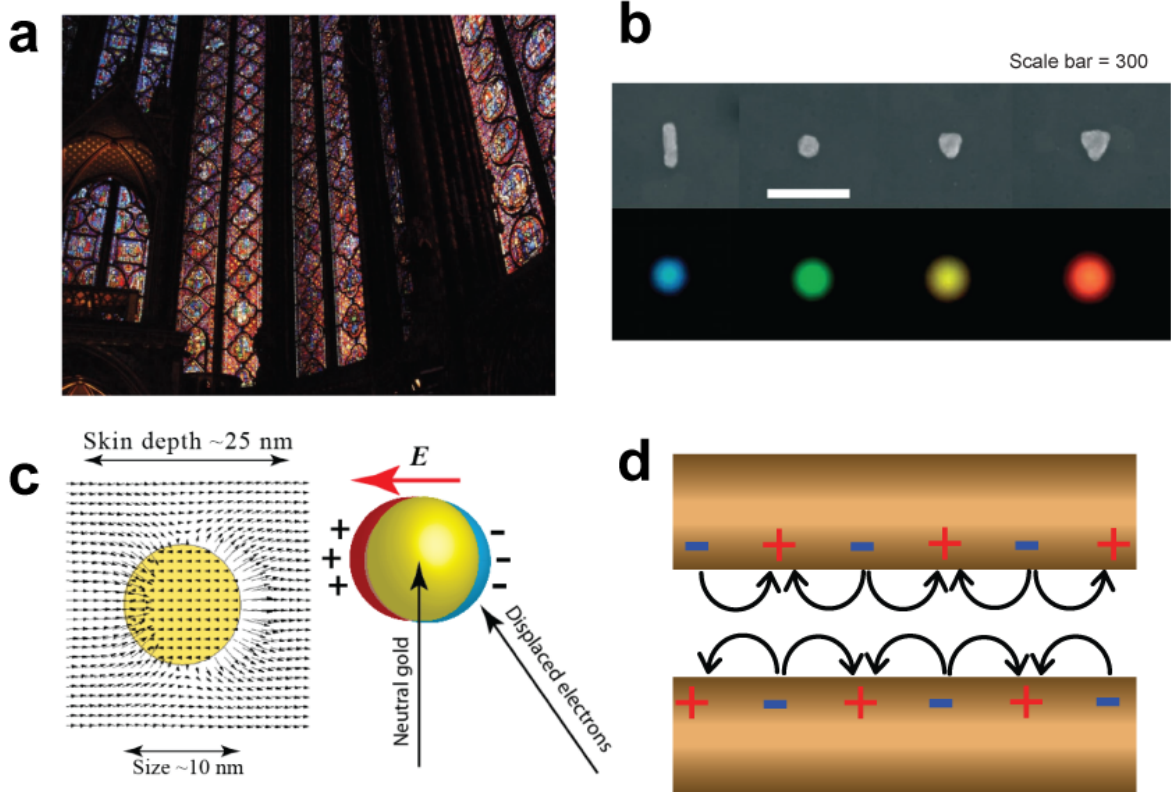 a
b
Scale bar = 300
c
Skin depth ~25 nm
Size ~10 nm
E
+ -
+ -
+ -
Neutral gold
Displaced electrons
d
- + - + - +
+ - + - + -